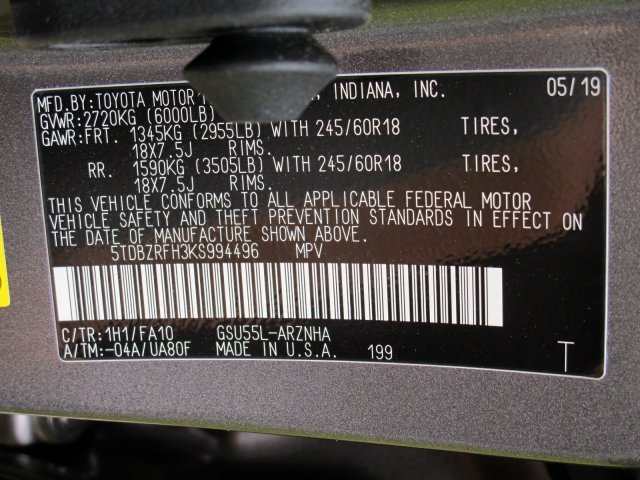 MFD.BY:TOYOTA MOTOR INDIANA, INC. 05/19
GVWR:2720KG (6000LB)
GAWR:FRT. 1345KG (2955LB) WITH 245/60R18 TIRES,
18X7.5J RIMS.
RR. 1590KG (3505LB) WITH 245/60R18 TIRES,
18X7.5J RIMS.
THIS VEHICLE CONFORMS TO ALL APPLICABLE FEDERAL MOTOR
VEHICLE SAFETY AND THEFT PREVENTION STANDARDS IN EFFECT ON
THE DATE OF MANUFACTURE SHOWN ABOVE.
5TDBZRFH3KS994496 MPV
C/TR:1H1/FA10 GSU55L-ARZNHA
A/TM:-04A/UA80F MADE IN U.S.A. 199 T